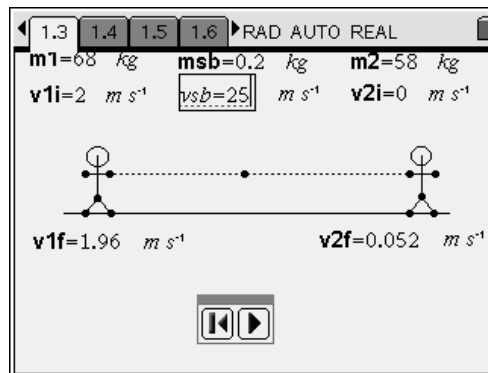 1.3 1.4 1.5 1.6 RAD AUTO REAL
m1=68 kg msb=0.2 kg m2=58 kg
v1i=2 m s⁻¹ vsb=25 m s⁻¹ v2i=0 m s⁻¹
v1f=1.96 m s⁻¹ v2f=0.052 m s⁻¹